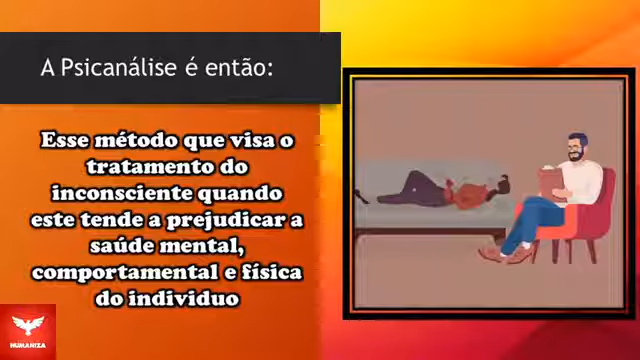 A Psicanálise é então:
Esse método que visa o
tratamento do
inconsciente quando
este tende a prejudicar a
saúde mental,
comportamental e física
do individuo
HUMANIZA